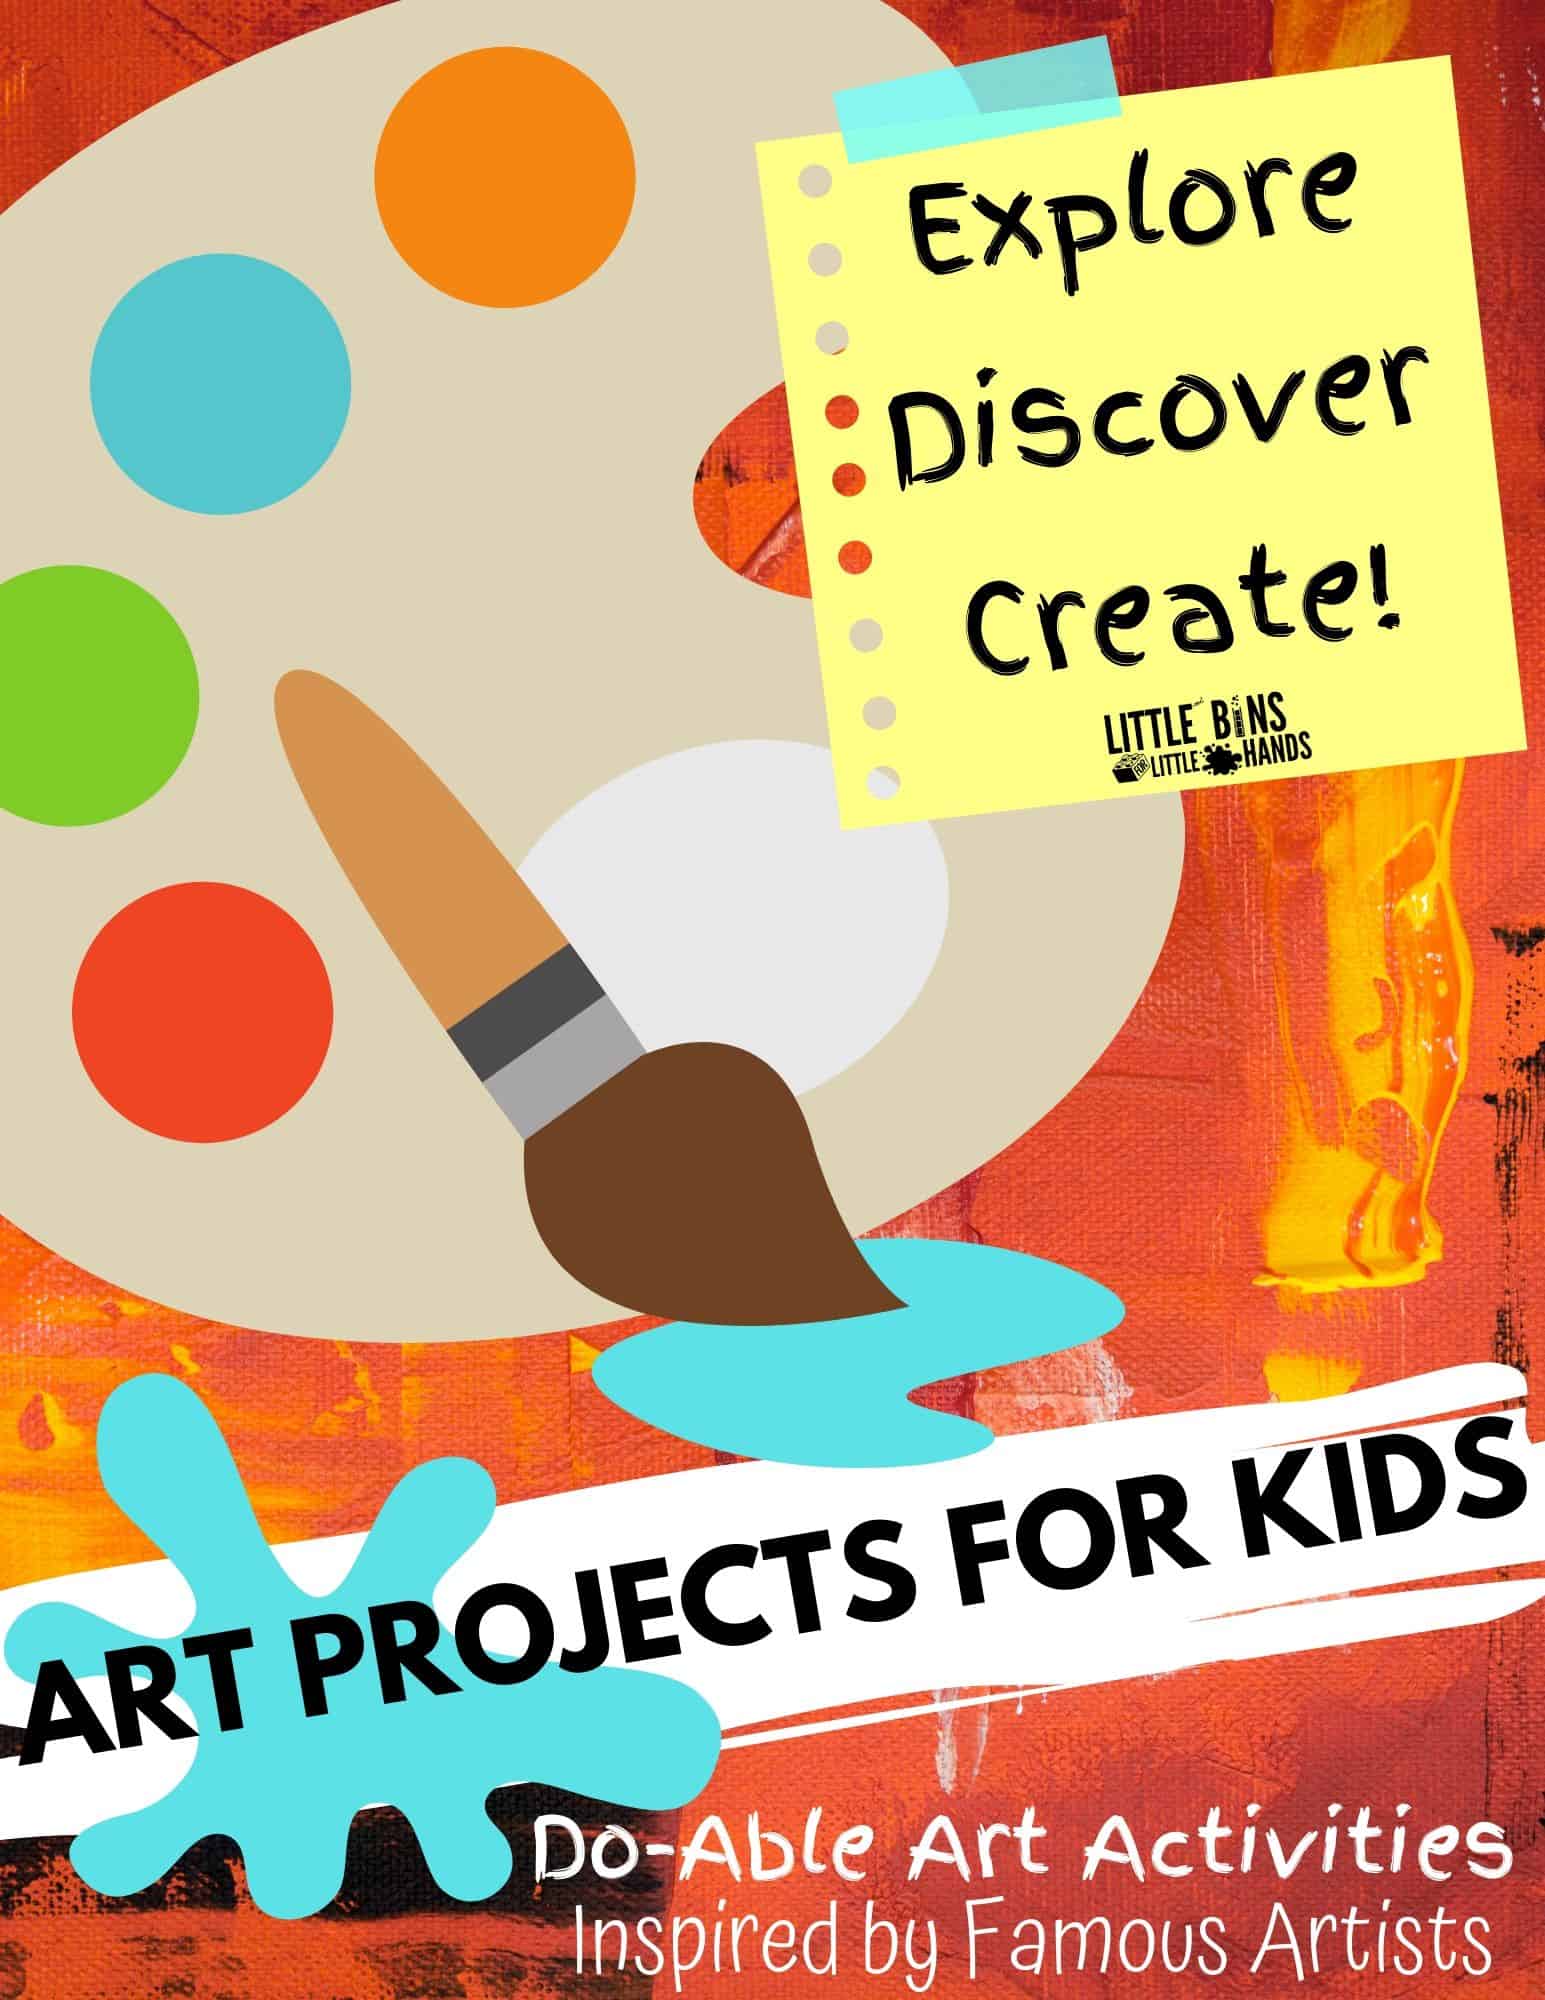 Explore
Discover
Create!
LITTLE BINS
FOR LITTLE HANDS
ART PROJECTS FOR KIDS
Do-Able Art Activities
Inspired by Famous Artists